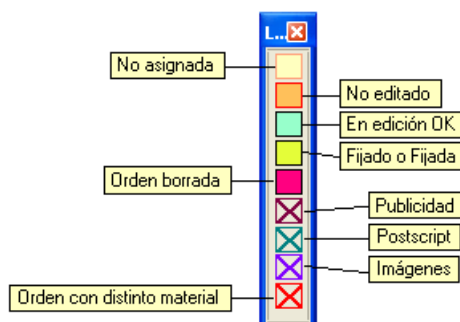 L...
No asignada
No editado
En edición OK
Fijado o Fijada
Orden borrada
Publicidad
Postscript
Imágenes
Orden con distinto material